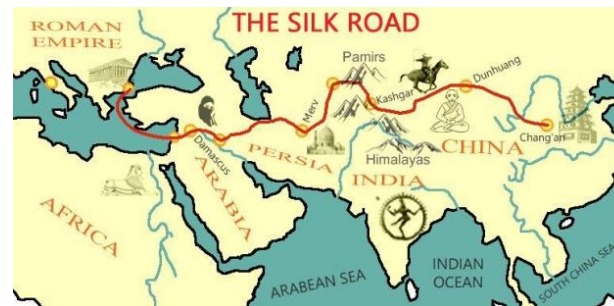 THE SILK ROAD
ROMAN
EMPIRE
Pamirs
Dunhuang
Kashgar
Merv
Chang'an
Damascus
PERSIA
Himalayas
CHINA
ARABIA
INDIA
AFRICA
ARABEAN SEA
INDIAN
OCEAN
SOUTH CHINA SEA